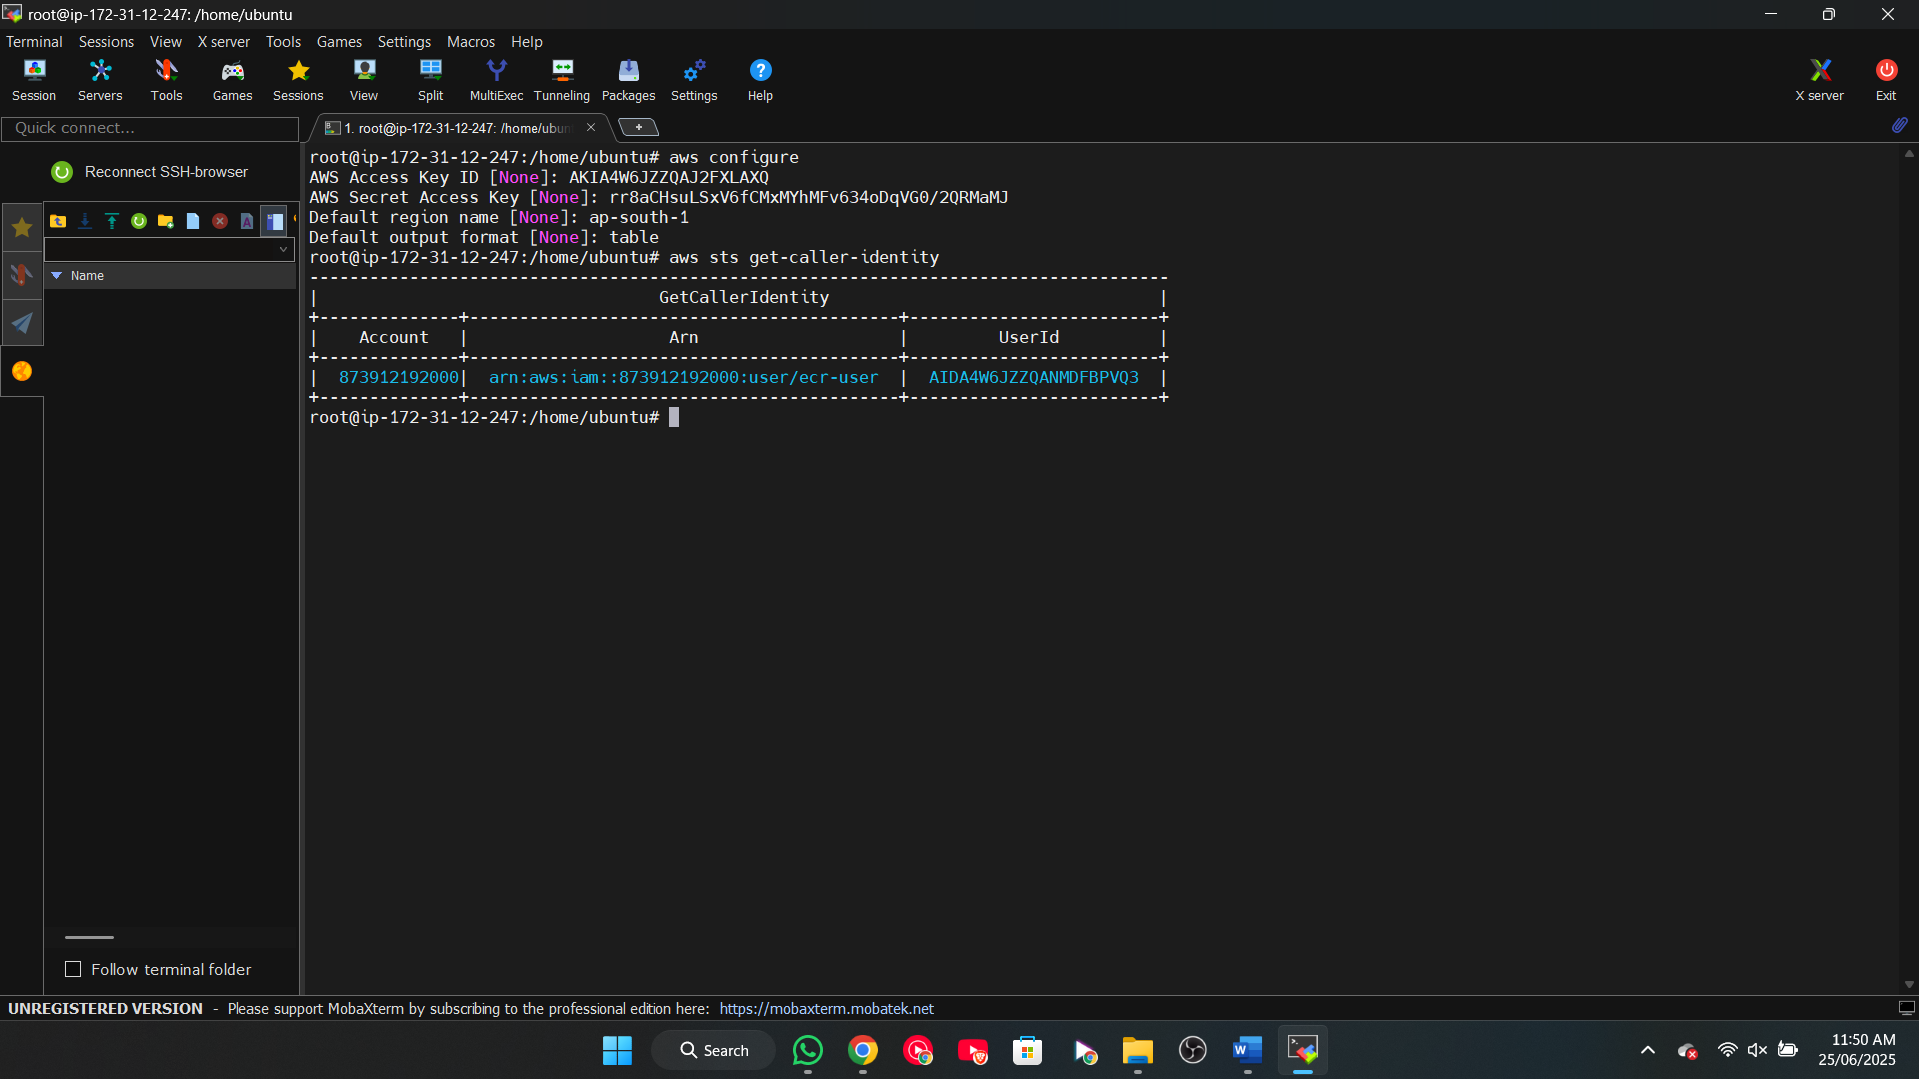 root@ip-172-31-12-247: /home/ubuntu
Terminal Sessions View X server Tools Games Settings Macros Help
Session Servers Tools Games Sessions View Split MultiExec Tunneling Packages Settings Help X server Exit
Quick connect...
1. root@ip-172-31-12-247: /home/ubun
Reconnect SSH-browser
Name
root@ip-172-31-12-247:/home/ubuntu# aws configure
AWS Access Key ID [None]: AKIA4W6JZZQAJ2FXLAXQ
AWS Secret Access Key [None]: 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
Default region name [None]: ap-south-1
Default output format [None]: table
root@ip-172-31-12-247:/home/ubuntu# aws sts get-caller-identity
GetCallerIdentity
| Account | Arn | UserId |
| 873912192000| arn:aws:iam::873912192000:user/ecr-user | AIDA4W6JZZQANMDFBPVQ3 |
root@ip-172-31-12-247:/home/ubuntu#
Follow terminal folder
UNREGISTERED VERSION - Please support MobaXterm by subscribing to the professional edition here: https://mobaxterm.mobatek.net
Search
11:50 AM
25/06/2025